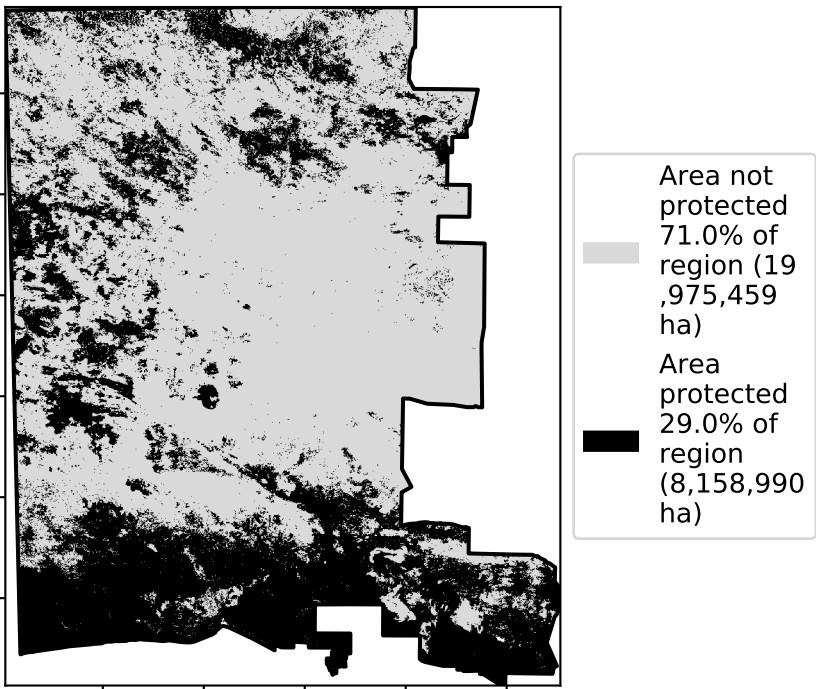 Area not
protected
71.0% of
region (19
,975,459
ha)
Area
protected
29.0% of
region
(8,158,990
ha)